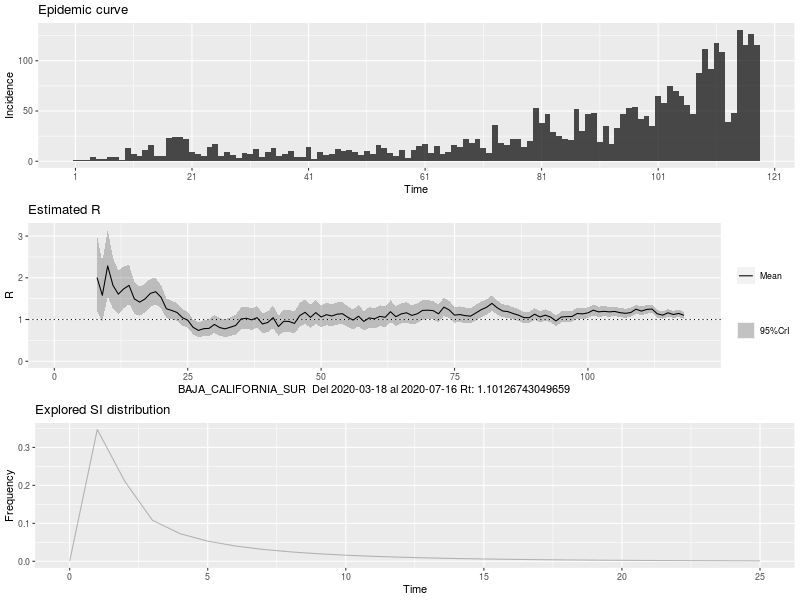 Epidemic curve
100
50
0
Incidence
1 21 41 61 81 101 121
Time
Estimated R
3
2
1
0
R
Mean
95%CrI
0 25 50 75 100
BAJA_CALIFORNIA_SUR Del 2020-03-18 al 2020-07-16 Rt: 1.10126743049659
Explored SI distribution
0.3
0.2
0.1
0.0
Frequency
0 5 10 15 20 25
Time